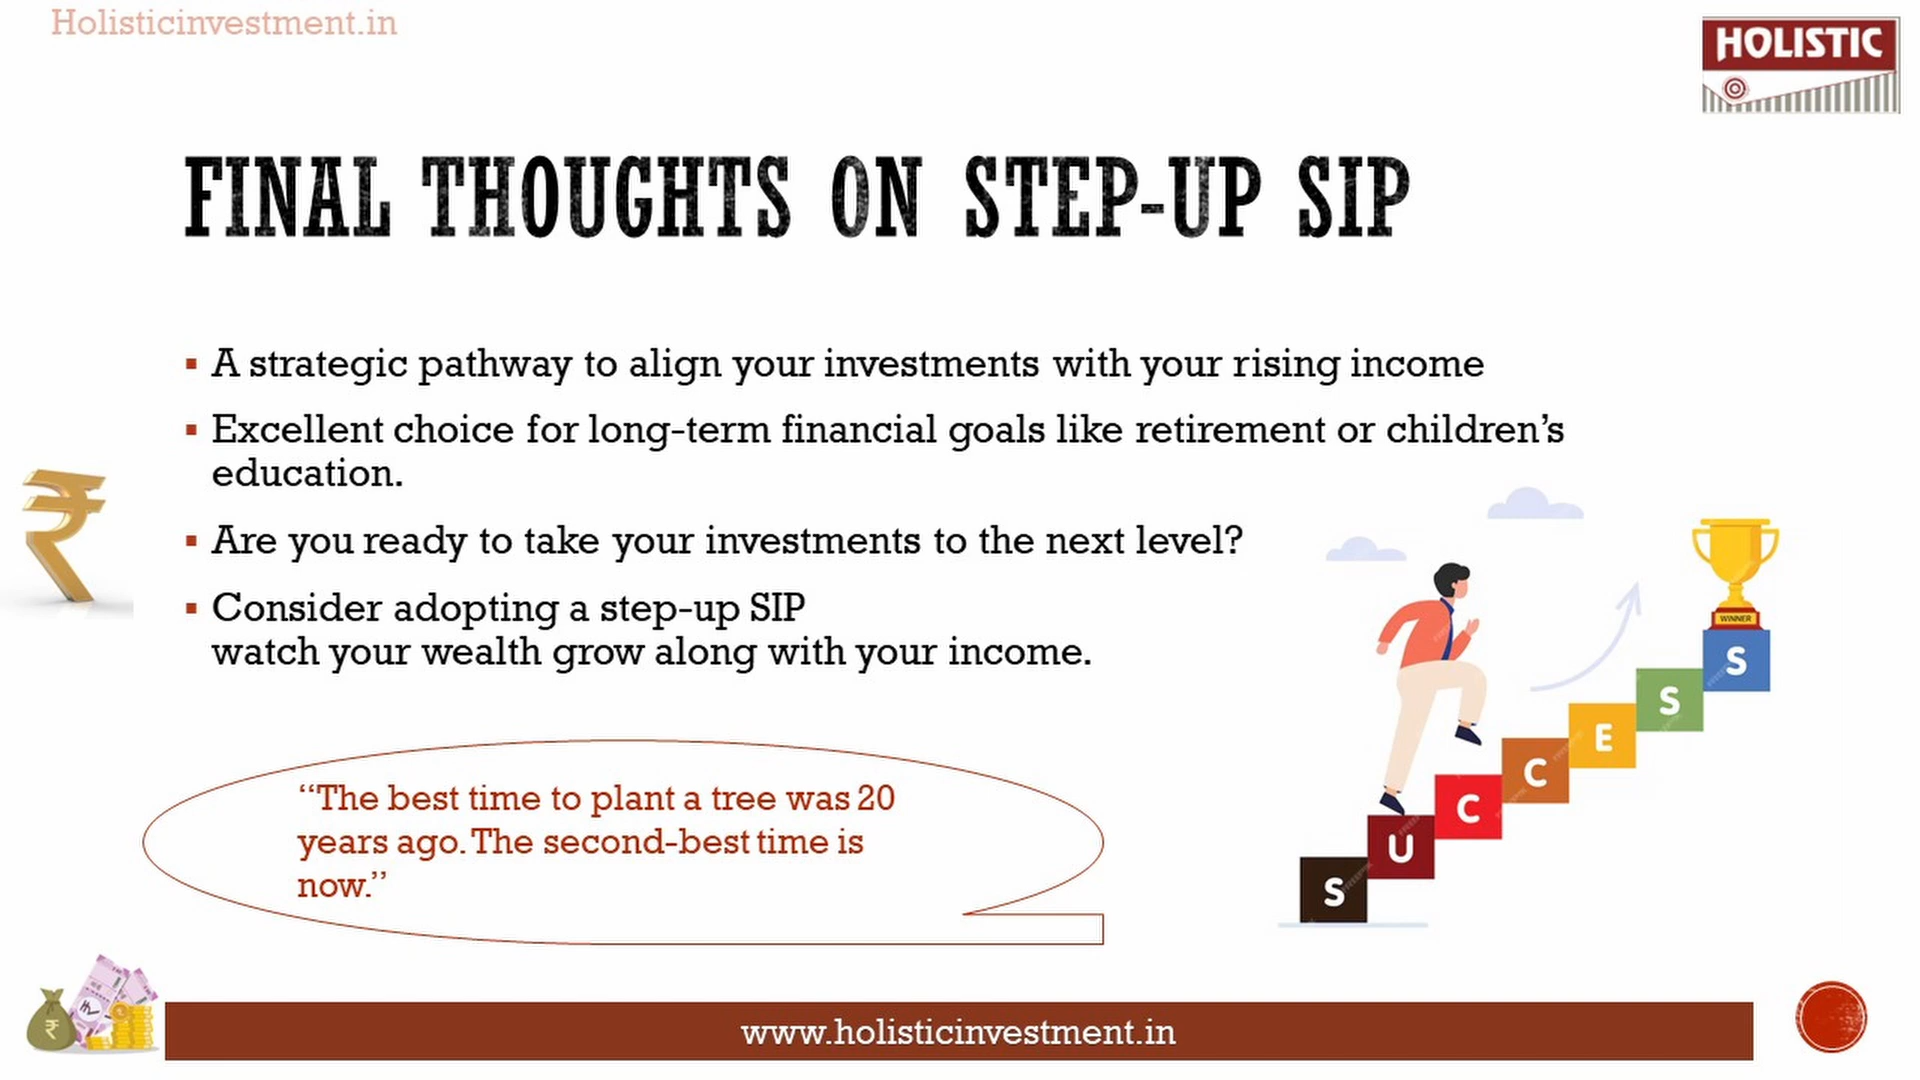 Holisticinvestment.in
HOLISTIC
FINAL THOUGHTS ON STEP-UP SIP
▪ A strategic pathway to align your investments with your rising income
▪ Excellent choice for long-term financial goals like retirement or children’s
education.
▪ Are you ready to take your investments to the next level?
▪ Consider adopting a step-up SIP
watch your wealth grow along with your income.
“The best time to plant a tree was 20
years ago. The second-best time is
now.”
WINNER
S U C C E S S
www.holisticinvestment.in